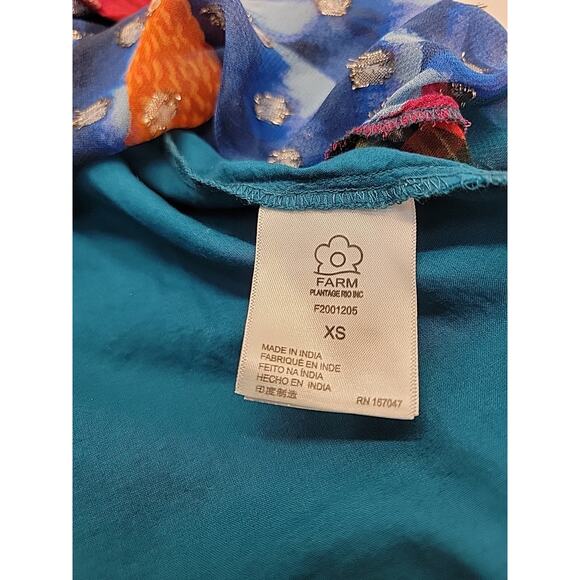 FARM
PLANTAGE RIO INC
F2001205
XS
MADE IN INDIA
FABRIQUÉ EN INDE
FEITO NA ÍNDIA
HECHO EN INDIA
印度制造
RN 157047